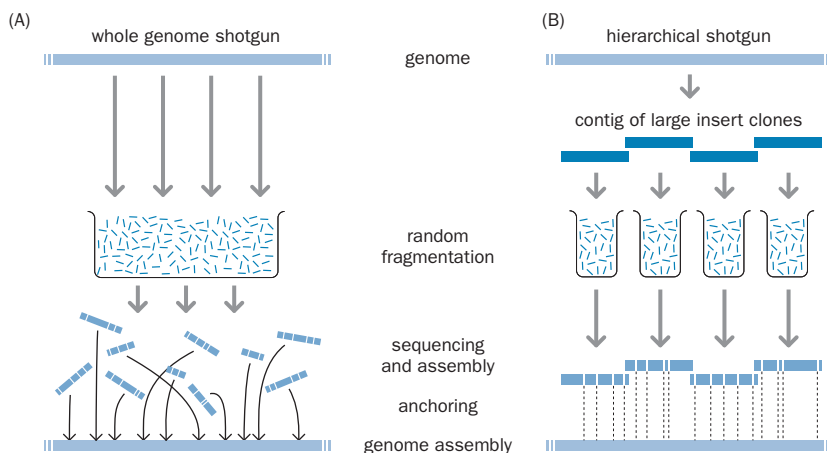 (A)
whole genome shotgun
genome
(B)
hierarchical shotgun
contig of large insert clones
random
fragmentation
sequencing
and assembly
anchoring
genome assembly